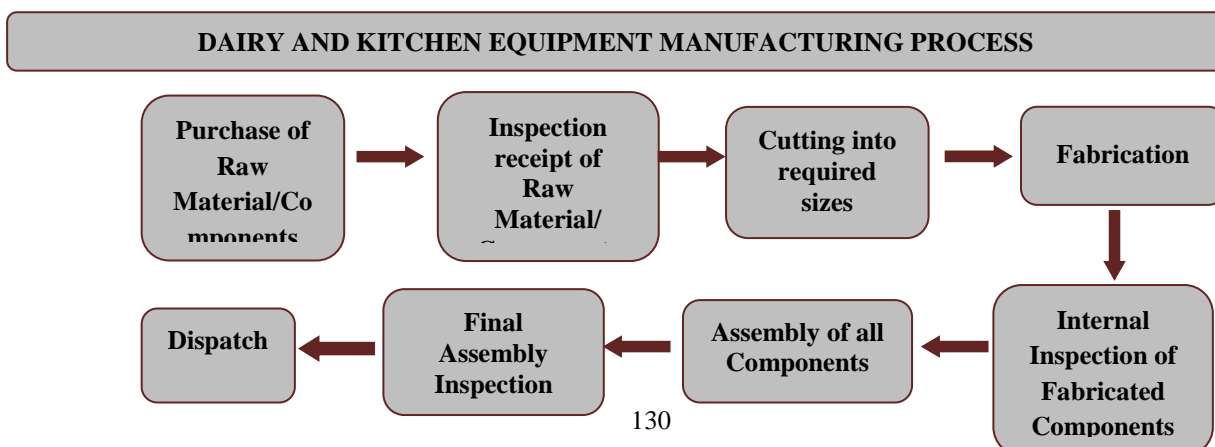 DAIRY AND KITCHEN EQUIPMENT MANUFACTURING PROCESS
Purchase of
Raw
Material/Co
mponents
Inspection
receipt of
Raw
Material/
Cutting into
required
sizes
Fabrication
Internal
Inspection of
Fabricated
Components
Assembly of all
Components
Final
Assembly
Inspection
Dispatch
130